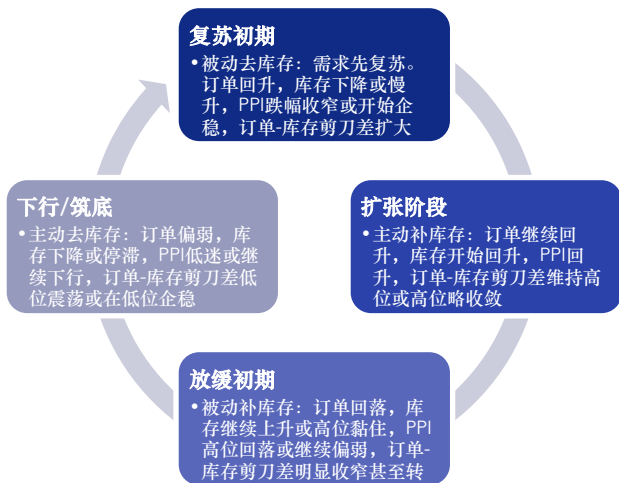 复苏初期
•被动去库存：需求先复苏。
订单回升，库存下降或慢
升，PPI跌幅收窄或开始企
稳，订单-库存剪刀差扩大
下行/筑底
•主动去库存：订单偏弱，库
存下降或停滞，PPI低迷或继
续下行，订单-库存剪刀差低
位震荡或在低位企稳
扩张阶段
•主动补库存：订单继续回
升，库存开始回升，PPI回
升，订单-库存剪刀差维持高
位或高位略收敛
放缓初期
•被动补库存：订单回落，库
存继续上升或高位黏住，PPI
高位回落或继续偏弱，订单-
库存剪刀差明显收窄甚至转